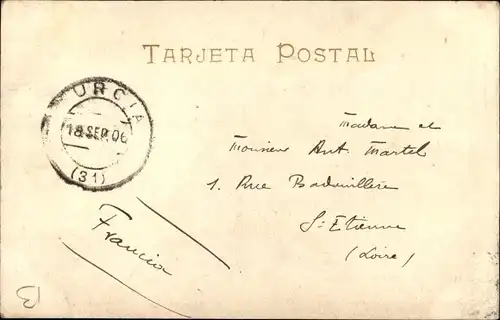 TARJETA POSTAL
URCIA
18 SEP. 06
(31)
Madame et
Monsieur Ant. Martel
1. Rue Badouillère
St Etienne
(Loire)
Francia